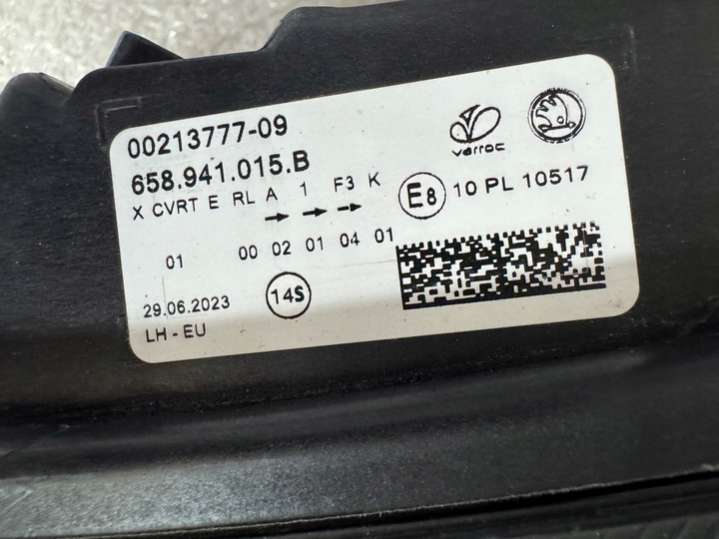 00213777-09
varroc
658.941.015.B
X CVRT E RL A 1 F3 K
E8 10 PL 10517
01 00 02 01 04 01
29.06.2023 14S
LH - EU